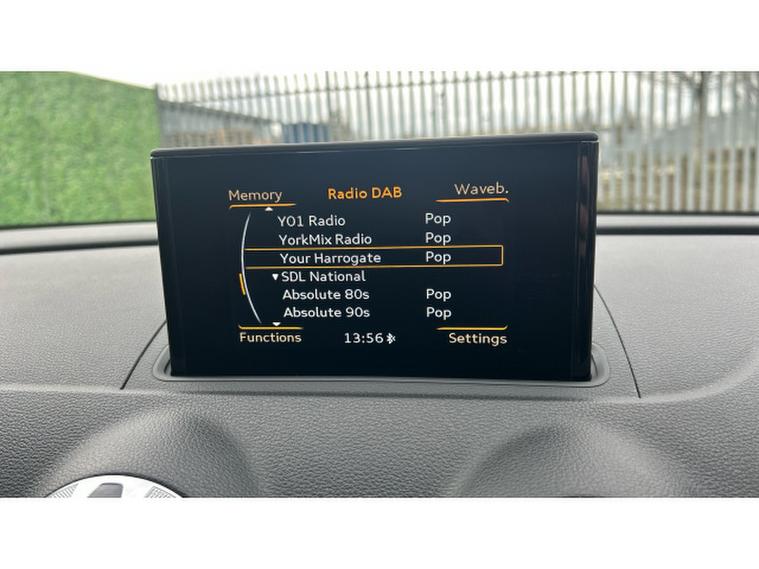 Memory Radio DAB Waveb.
Y01 Radio Pop
YorkMix Radio Pop
Your Harrogate Pop
▾ SDL National
Absolute 80s Pop
Absolute 90s Pop
Functions 13:56 Settings